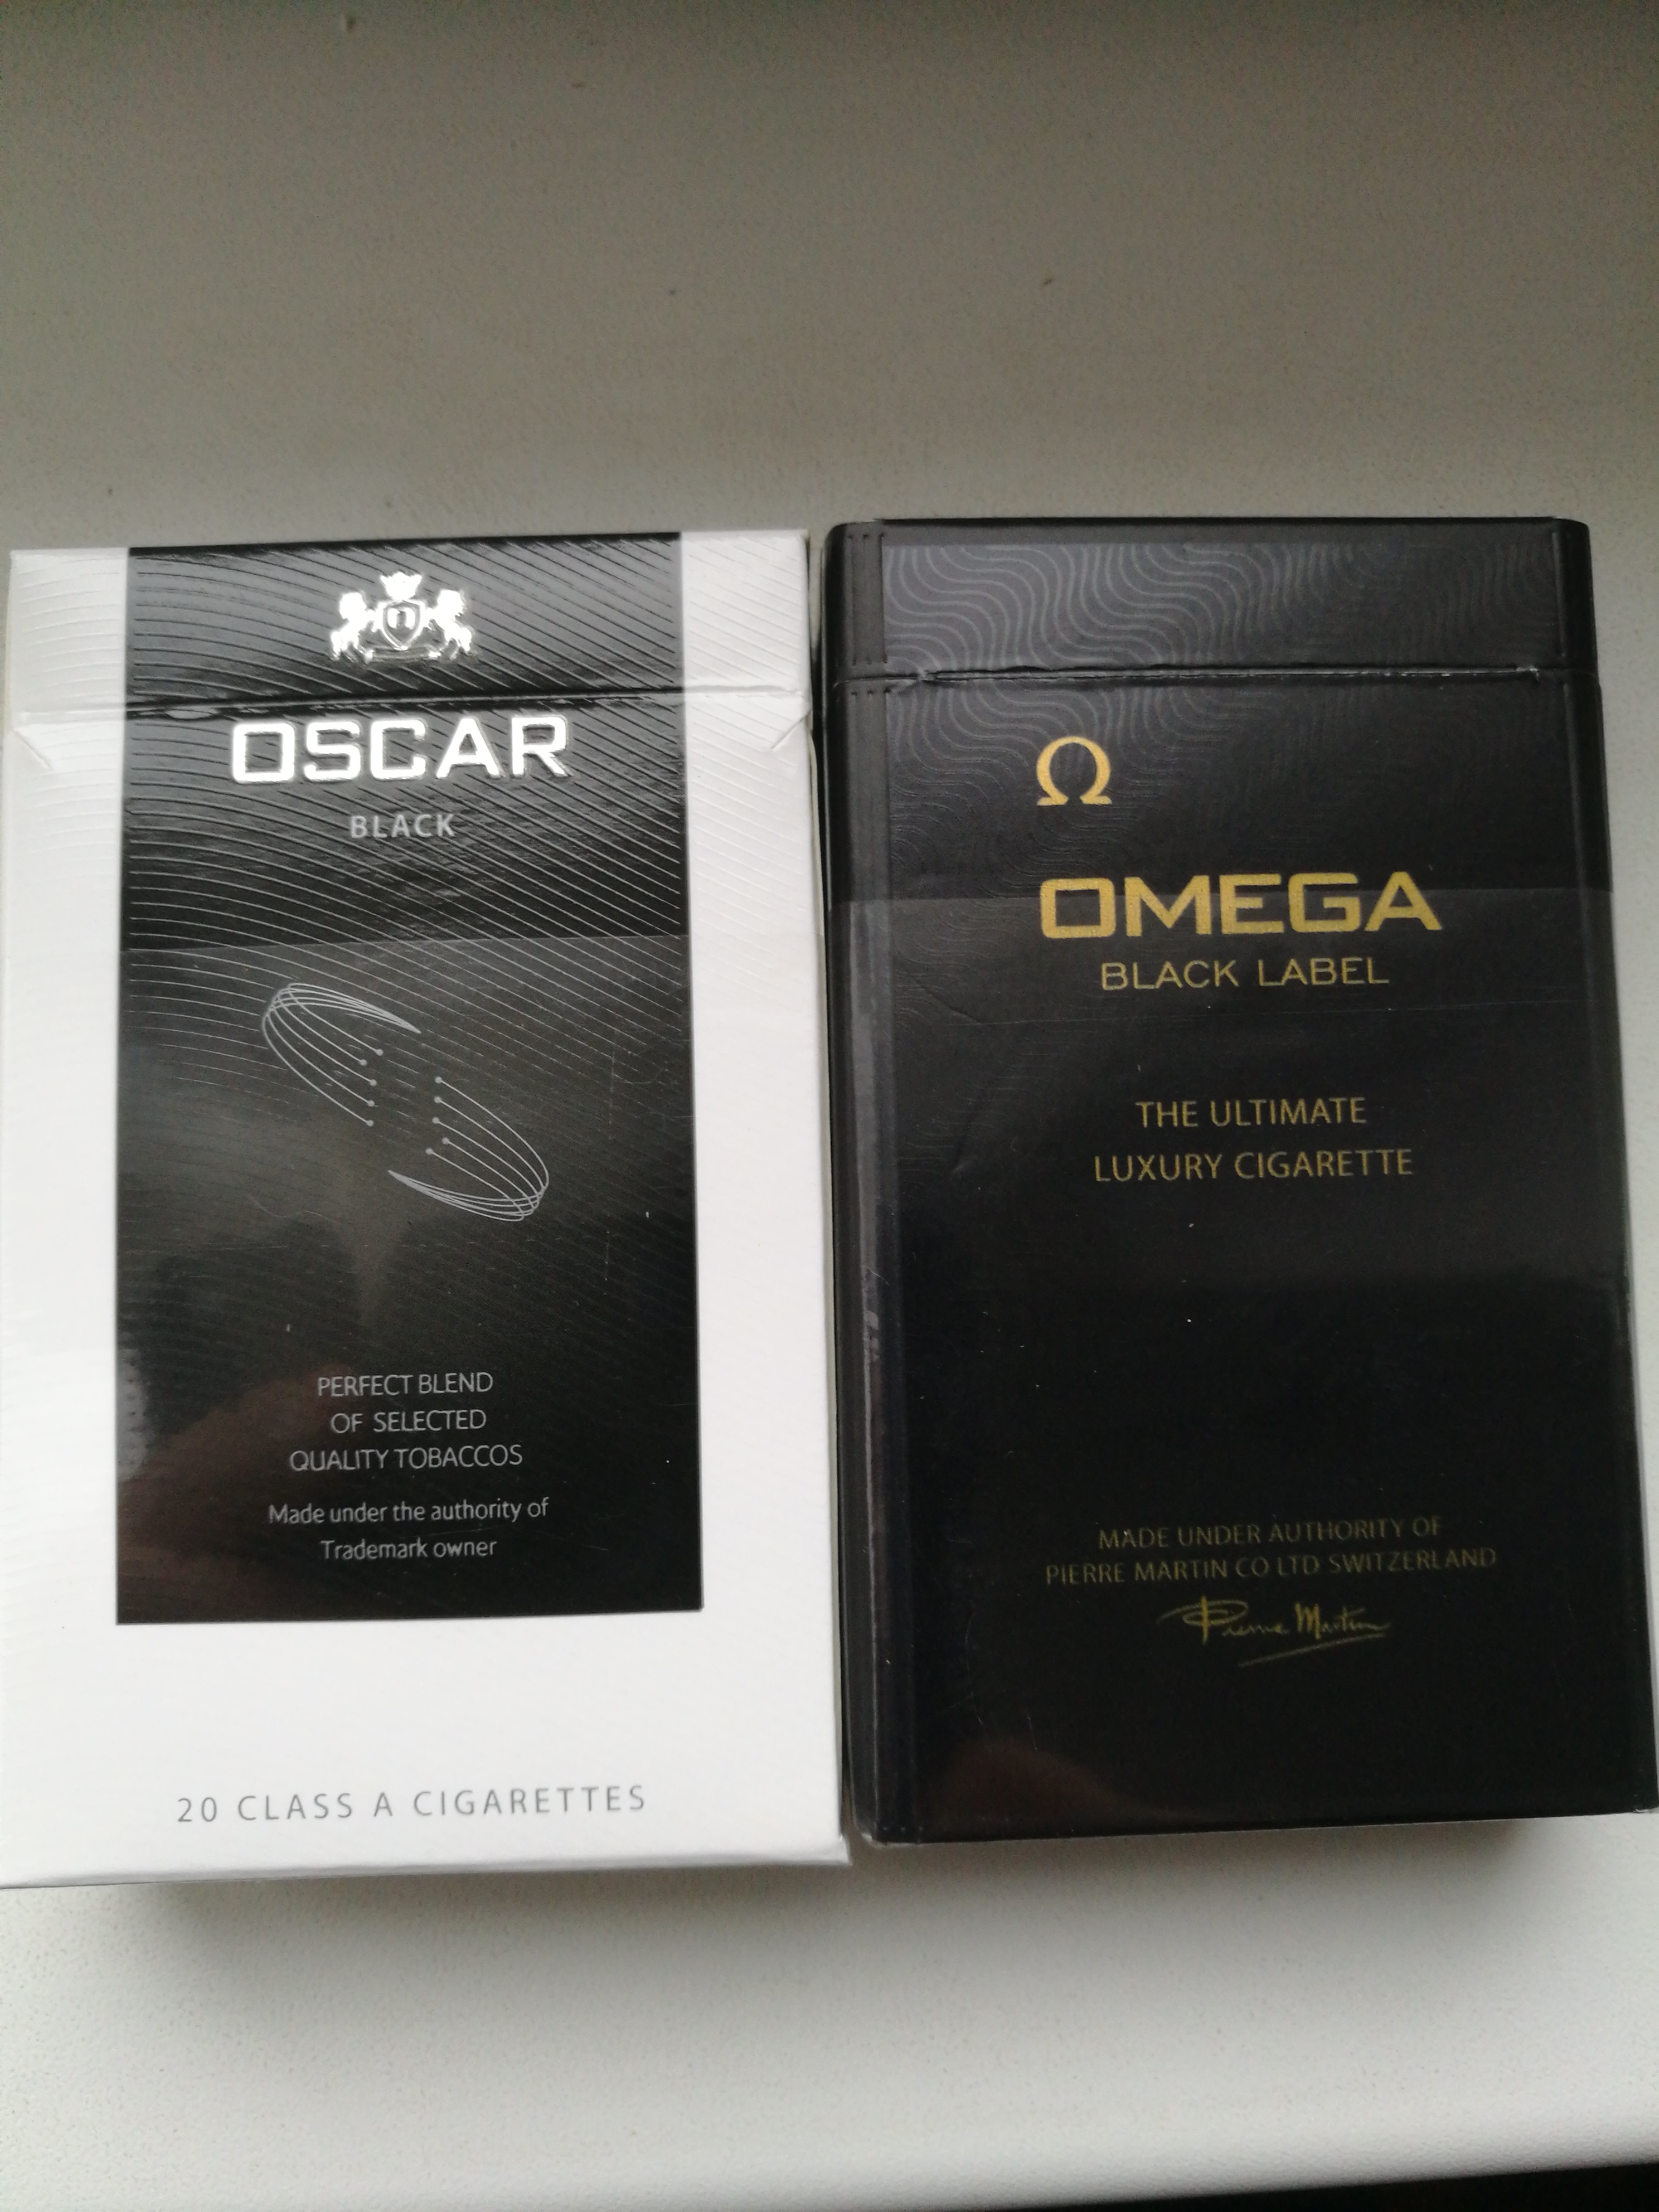 OSCAR
BLACK
PERFECT BLEND
OF SELECTED
QUALITY TOBACCOS
Made under the authority of
Trademark owner
20 CLASS A CIGARETTES
Ω
OMEGA
BLACK LABEL
THE ULTIMATE
LUXURY CIGARETTE
MADE UNDER AUTHORITY OF
PIERRE MARTIN CO LTD SWITZERLAND
Pierre Martin